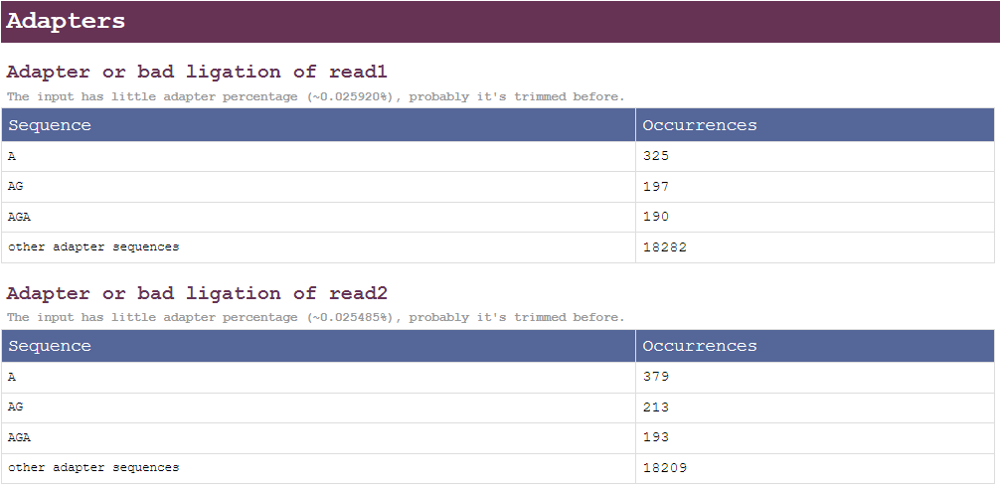 Adapters
Adapter or bad ligation of read1
The input has little adapter percentage (~0.025920%), probably it's trimmed before.
Sequence Occurrences
A 325
AG 197
AGA 190
other adapter sequences 18282
Adapter or bad ligation of read2
The input has little adapter percentage (~0.025485%), probably it's trimmed before.
Sequence Occurrences
A 379
AG 213
AGA 193
other adapter sequences 18209